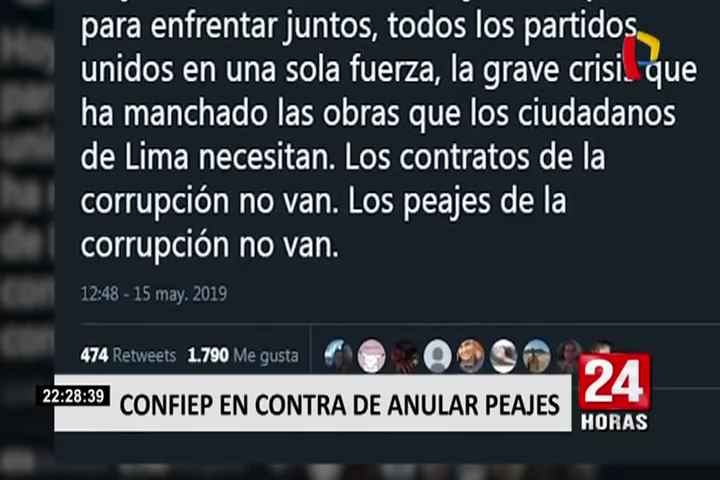 para enfrentar juntos, todos los partidos
unidos en una sola fuerza, la grave crisis que
ha manchado las obras que los ciudadanos
de Lima necesitan. Los contratos de la
corrupción no van. Los peajes de la
corrupción no van.
12:48 - 15 may. 2019
474 Retweets 1.790 Me gusta
22:28:39
CONFIEP EN CONTRA DE ANULAR PEAJES
24
HORAS